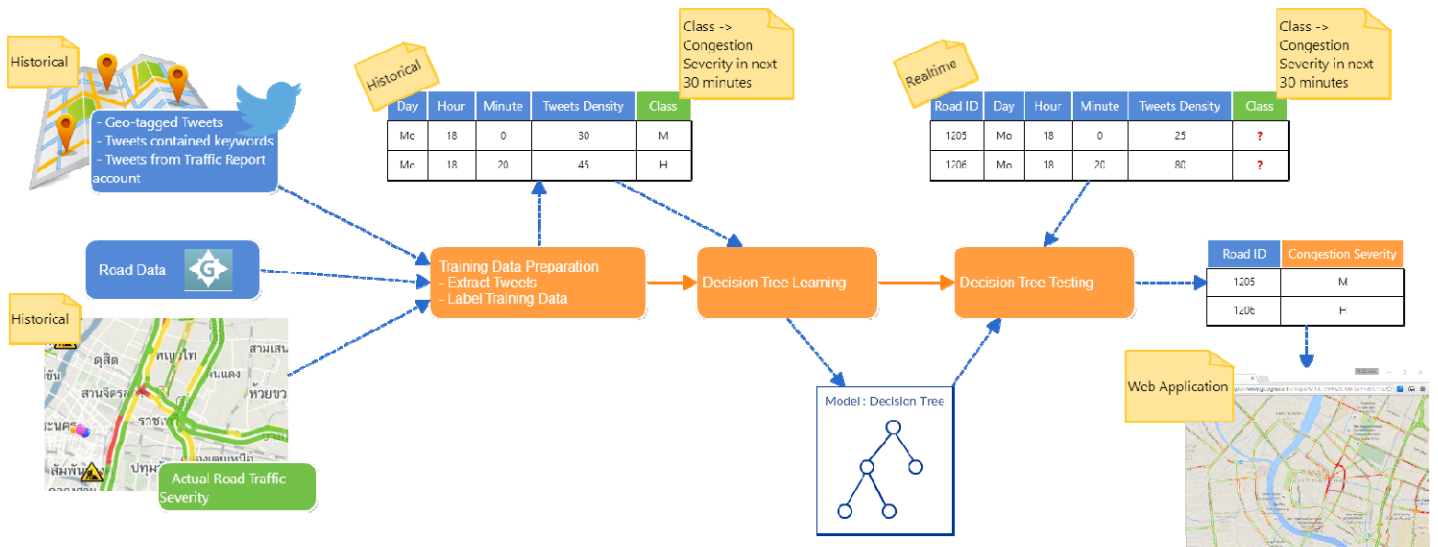 Historical
- Geo-tagged Tweets
- Tweets contained keywords
- Tweets from Traffic Report
account
Road Data
G
Historical
ดุสิต
พญาไท
สามเสน
สานจิตรล
ราชเทวี
ห้วยขว
ปทุมวั
Actual Road Traffic
Severity
Training Data Preparation
- Extract Tweets
- Label Training Data
Historical
Class ->
Congestion
Severity in next
30 minutes
Day Hour Minute Tweets Density Class
Mo 18 0 30 M
Mo 18 20 45 H
Decision Tree Learning
Model : Decision Tree
Realtime
Class ->
Congestion
Severity in next
30 minutes
Road ID Day Hour Minute Tweets Density Class
1205 Mo 18 0 25 ?
1206 Mo 18 20 80 ?
Decision Tree Testing
Road ID Congestion Severity
1205 M
1206 H
Web Application